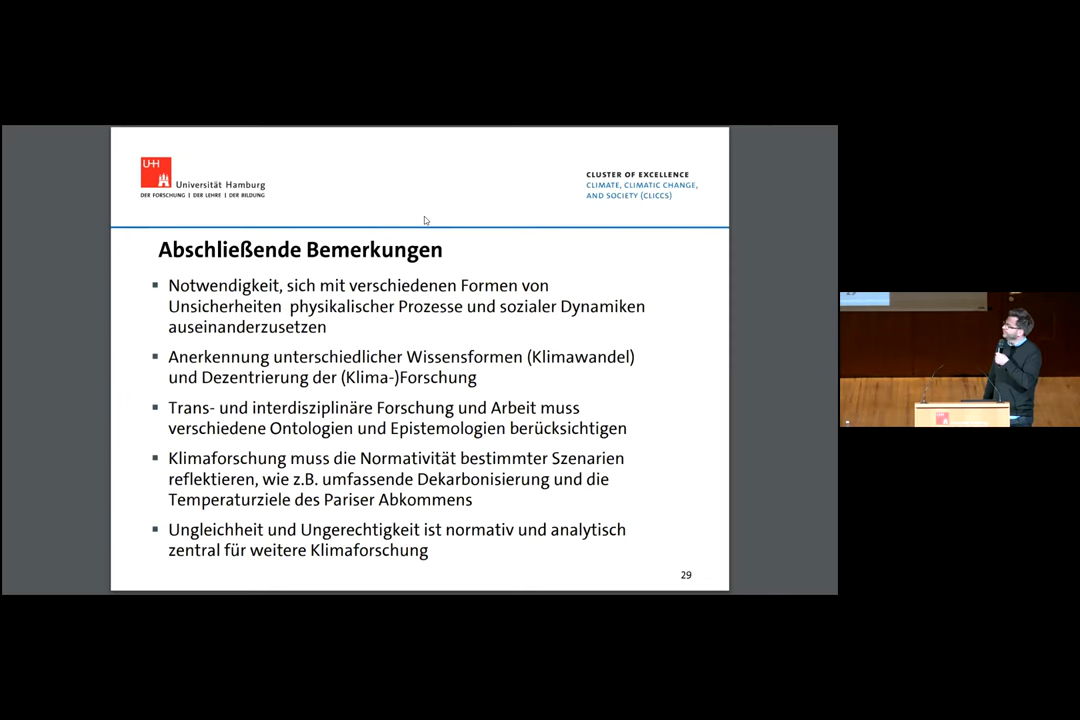 UHH
Universität Hamburg
DER FORSCHUNG | DER LEHRE | DER BILDUNG
CLUSTER OF EXCELLENCE
CLIMATE, CLIMATIC CHANGE,
AND SOCIETY (CLICCS)
Abschließende Bemerkungen
▪ Notwendigkeit, sich mit verschiedenen Formen von
Unsicherheiten physikalischer Prozesse und sozialer Dynamiken
auseinanderzusetzen
▪ Anerkennung unterschiedlicher Wissensformen (Klimawandel)
und Dezentrierung der (Klima-)Forschung
▪ Trans- und interdisziplinäre Forschung und Arbeit muss
verschiedene Ontologien und Epistemologien berücksichtigen
▪ Klimaforschung muss die Normativität bestimmter Szenarien
reflektieren, wie z.B. umfassende Dekarbonisierung und die
Temperaturziele des Pariser Abkommens
▪ Ungleichheit und Ungerechtigkeit ist normativ und analytisch
zentral für weitere Klimaforschung
29